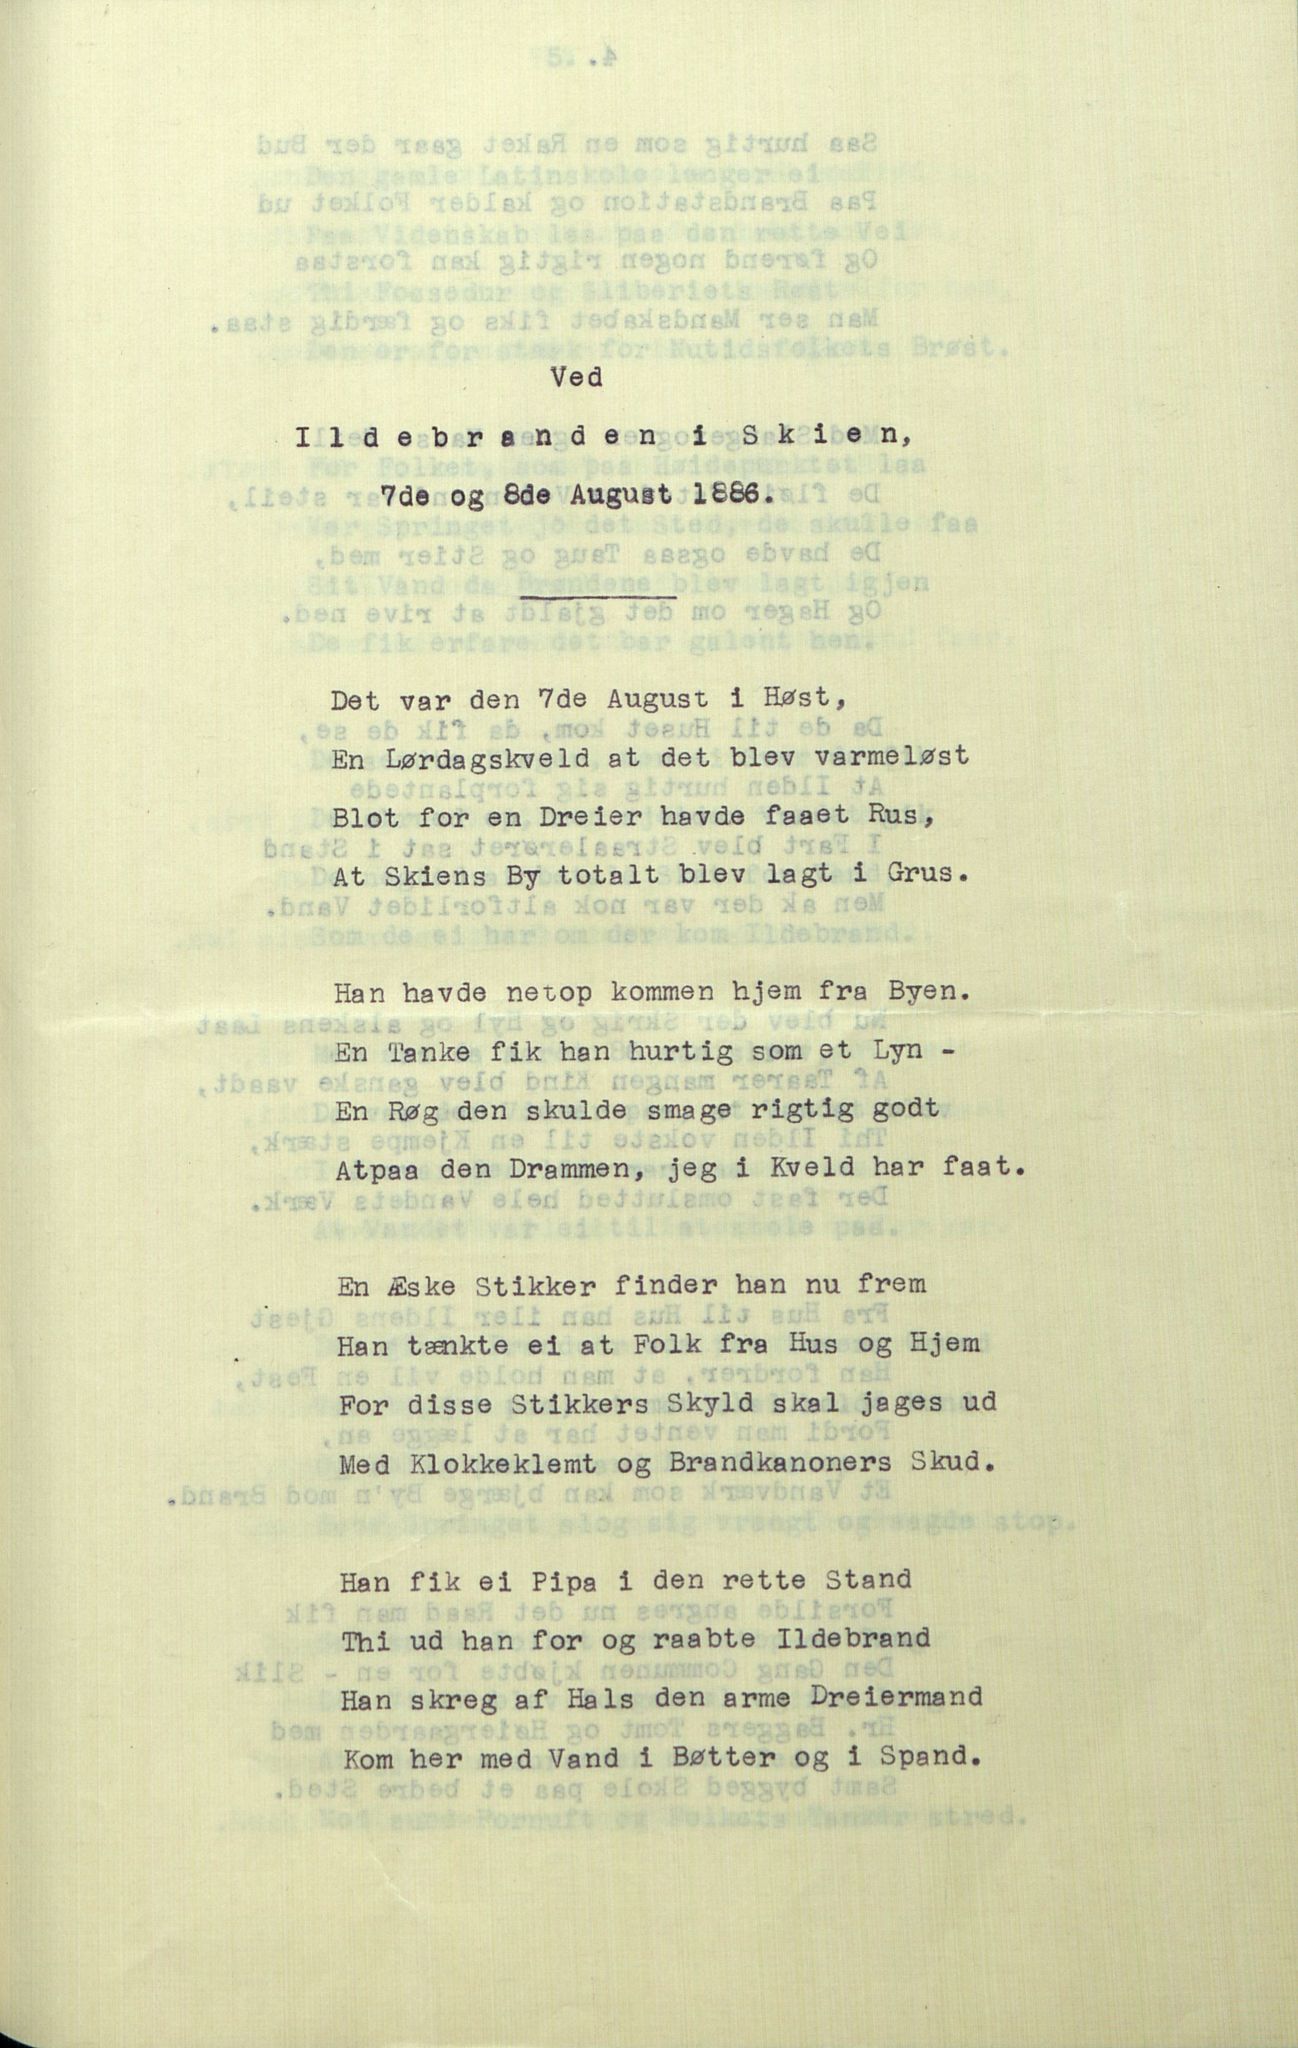 Ved
Ildebranden i Skien,
7de og 8de August 1886.
Det var den 7de August i Høst,
En Lørdagskveld at det blev varmeløst
Blot for en Dreier havde faaet Rus,
At Skiens By totalt blev lagt i Grus.
Han havde netop kommen hjem fra Byen.
En Tanke fik han hurtig som et Lyn -
En Røg den skulde smage rigtig godt
Atpaa den Drammen, jeg i Kveld har faat.
En Æske Stikker finder han nu frem
Han tænkte ei at Folk fra Hus og Hjem
For disse Stikkers Skyld skal jages ud
Med Klokkeklemt og Brandkanoners Skud.
Han fik ei Pipa i den rette Stand
Thi ud han for og raabte Ildebrand
Han skreg af Hals den arme Dreiermand
Kom her med Vand i Bøtter og i Spand.